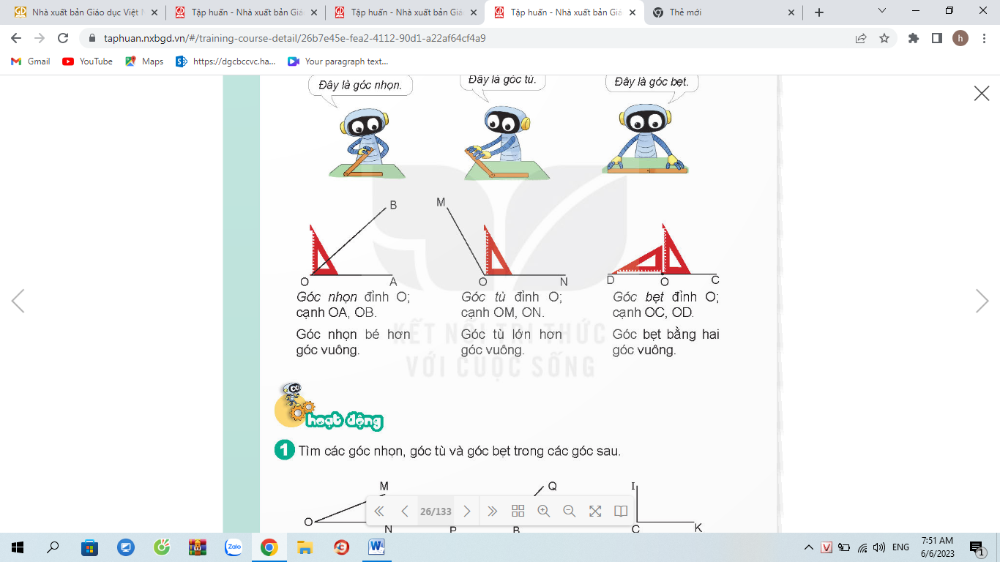 Nhà xuất bản Giáo dục Việt N
Tập huấn - Nhà xuất bản Giá
Tập huấn - Nhà xuất bản Giá
Tập huấn - Nhà xuất bản Giá
Thẻ mới
taphuan.nxbgd.vn/#/training-course-detail/26b7e45e-fea2-4112-90d1-a22af64cf4a9
h
Gmail
YouTube
Maps
https://dgcbccvc.ha...
Your paragraph text...
Đây là góc nhọn.
Đây là góc tù.
Đây là góc bẹt.
B
O
A
M
O
N
D
O
C
Góc nhọn đỉnh O;
cạnh OA, OB.
Góc nhọn bé hơn
góc vuông.
Góc tù đỉnh O;
cạnh OM, ON.
Góc tù lớn hơn
góc vuông.
Góc bẹt đỉnh O;
cạnh OC, OD.
Góc bẹt bằng hai
góc vuông.
KẾT NỐI TRI THỨC
VỚI CUỘC SỐNG
hoạt động
1 Tìm các góc nhọn, góc tù và góc bẹt trong các góc sau.
M
O
N
P
B
Q
I
C
K
26/133
Zalo
ENG
7:51 AM
6/6/2023
1